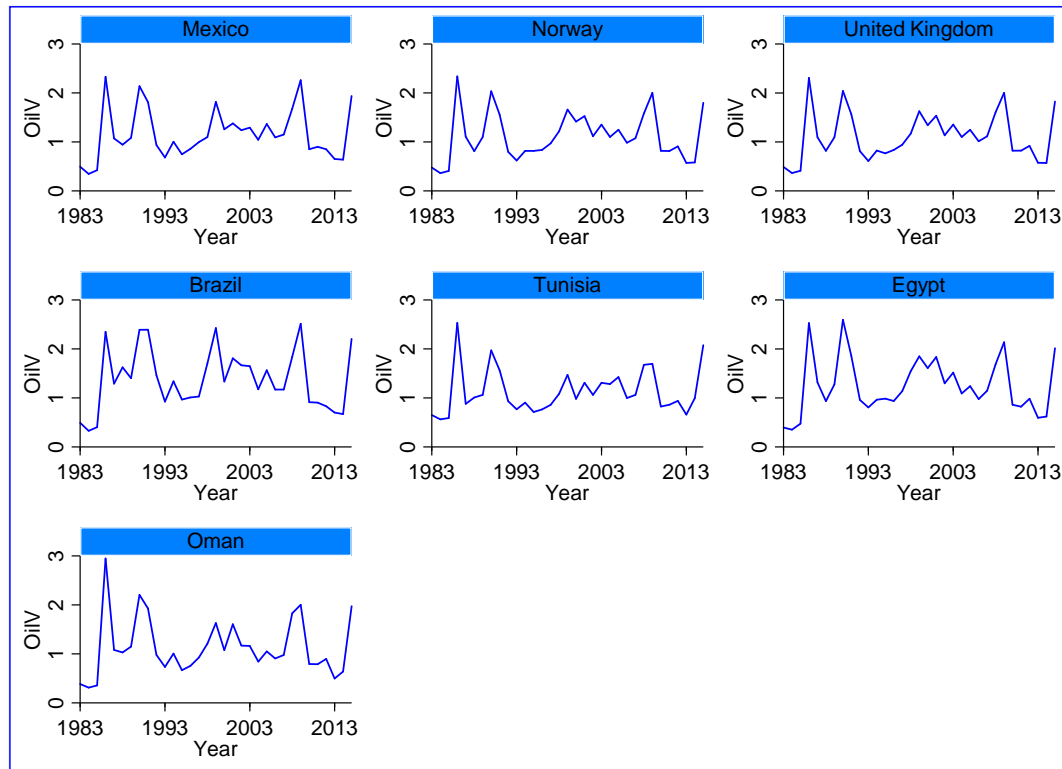 Mexico
OilV
3
2
1
0
1983 1993 2003 2013
Year
Norway
OilV
3
2
1
0
1983 1993 2003 2013
Year
United Kingdom
OilV
3
2
1
0
1983 1993 2003 2013
Year
Brazil
OilV
3
2
1
0
1983 1993 2003 2013
Year
Tunisia
OilV
3
2
1
0
1983 1993 2003 2013
Year
Egypt
OilV
3
2
1
0
1983 1993 2003 2013
Year
Oman
OilV
3
2
1
0
1983 1993 2003 2013
Year